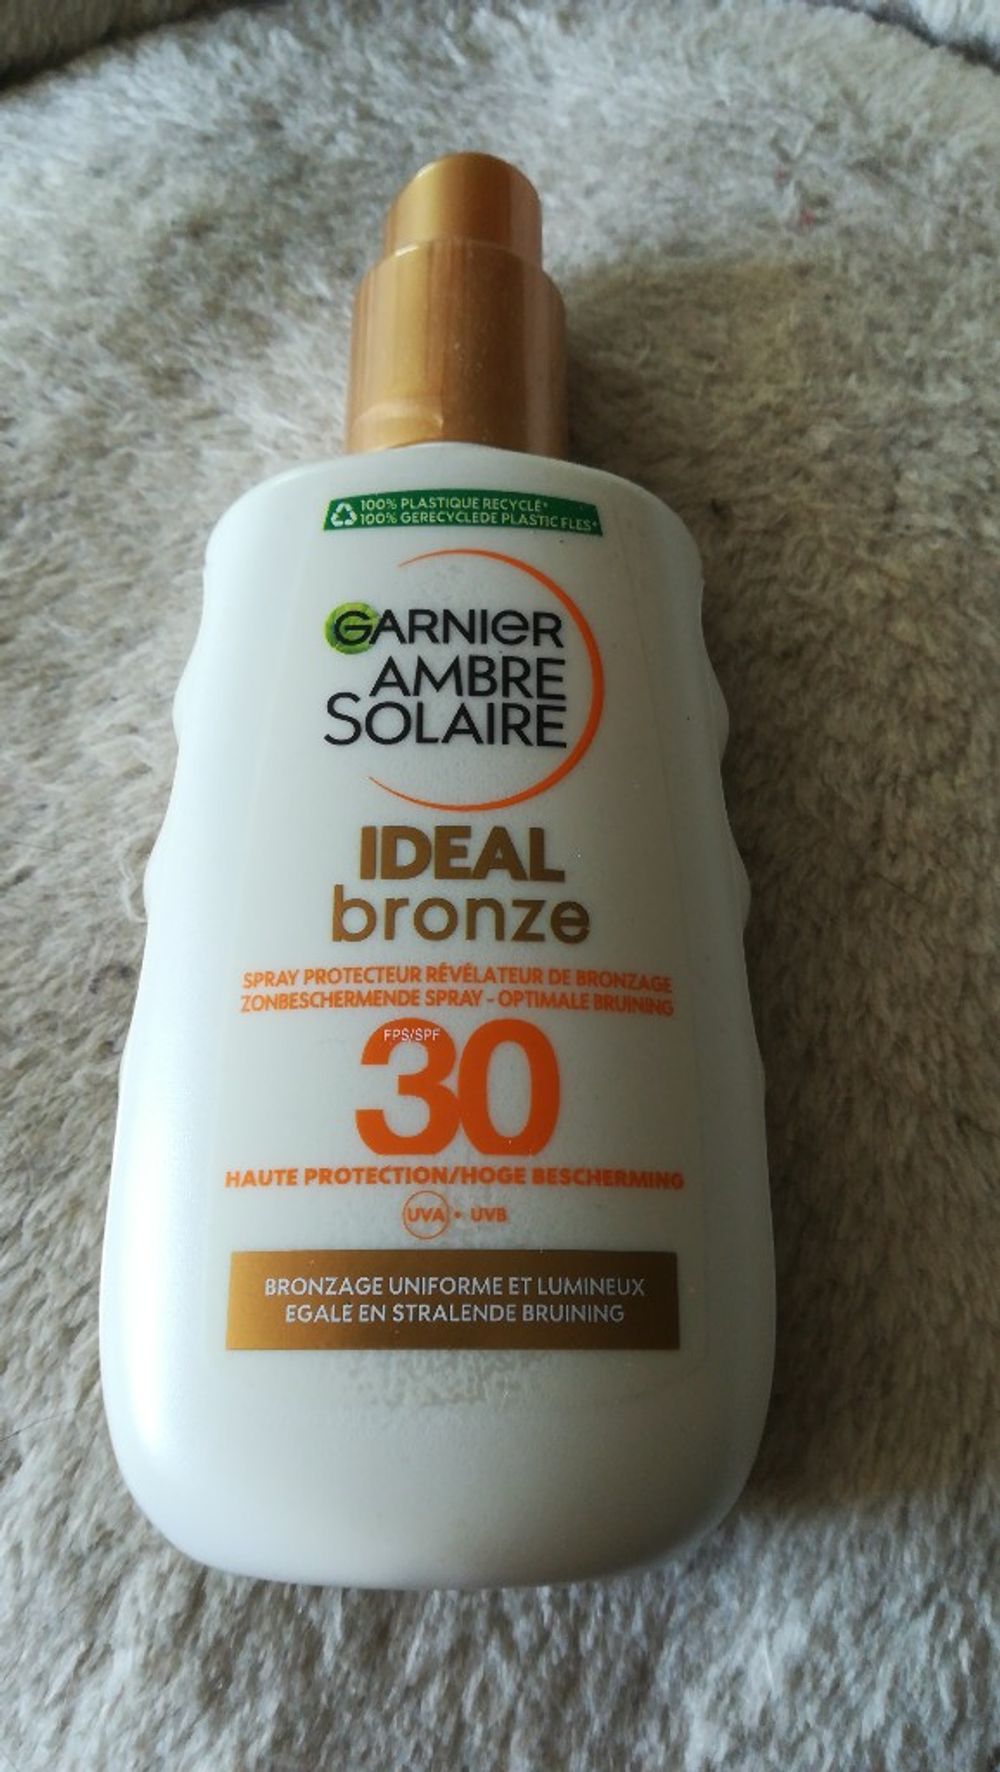 100% PLASTIQUE RECYCLÉ*
100% GERECYCLEDE PLASTIC FLES*
GARNIER
AMBRE
SOLAIRE
IDEAL
bronze
SPRAY PROTECTEUR RÉVÉLATEUR DE BRONZAGE
ZONBESCHERMENDE SPRAY - OPTIMALE BRUINING
FPS/SPF
30
HAUTE PROTECTION/HOGE BESCHERMING
UVA • UVB
BRONZAGE UNIFORME ET LUMINEUX
EGALE EN STRALENDE BRUINING